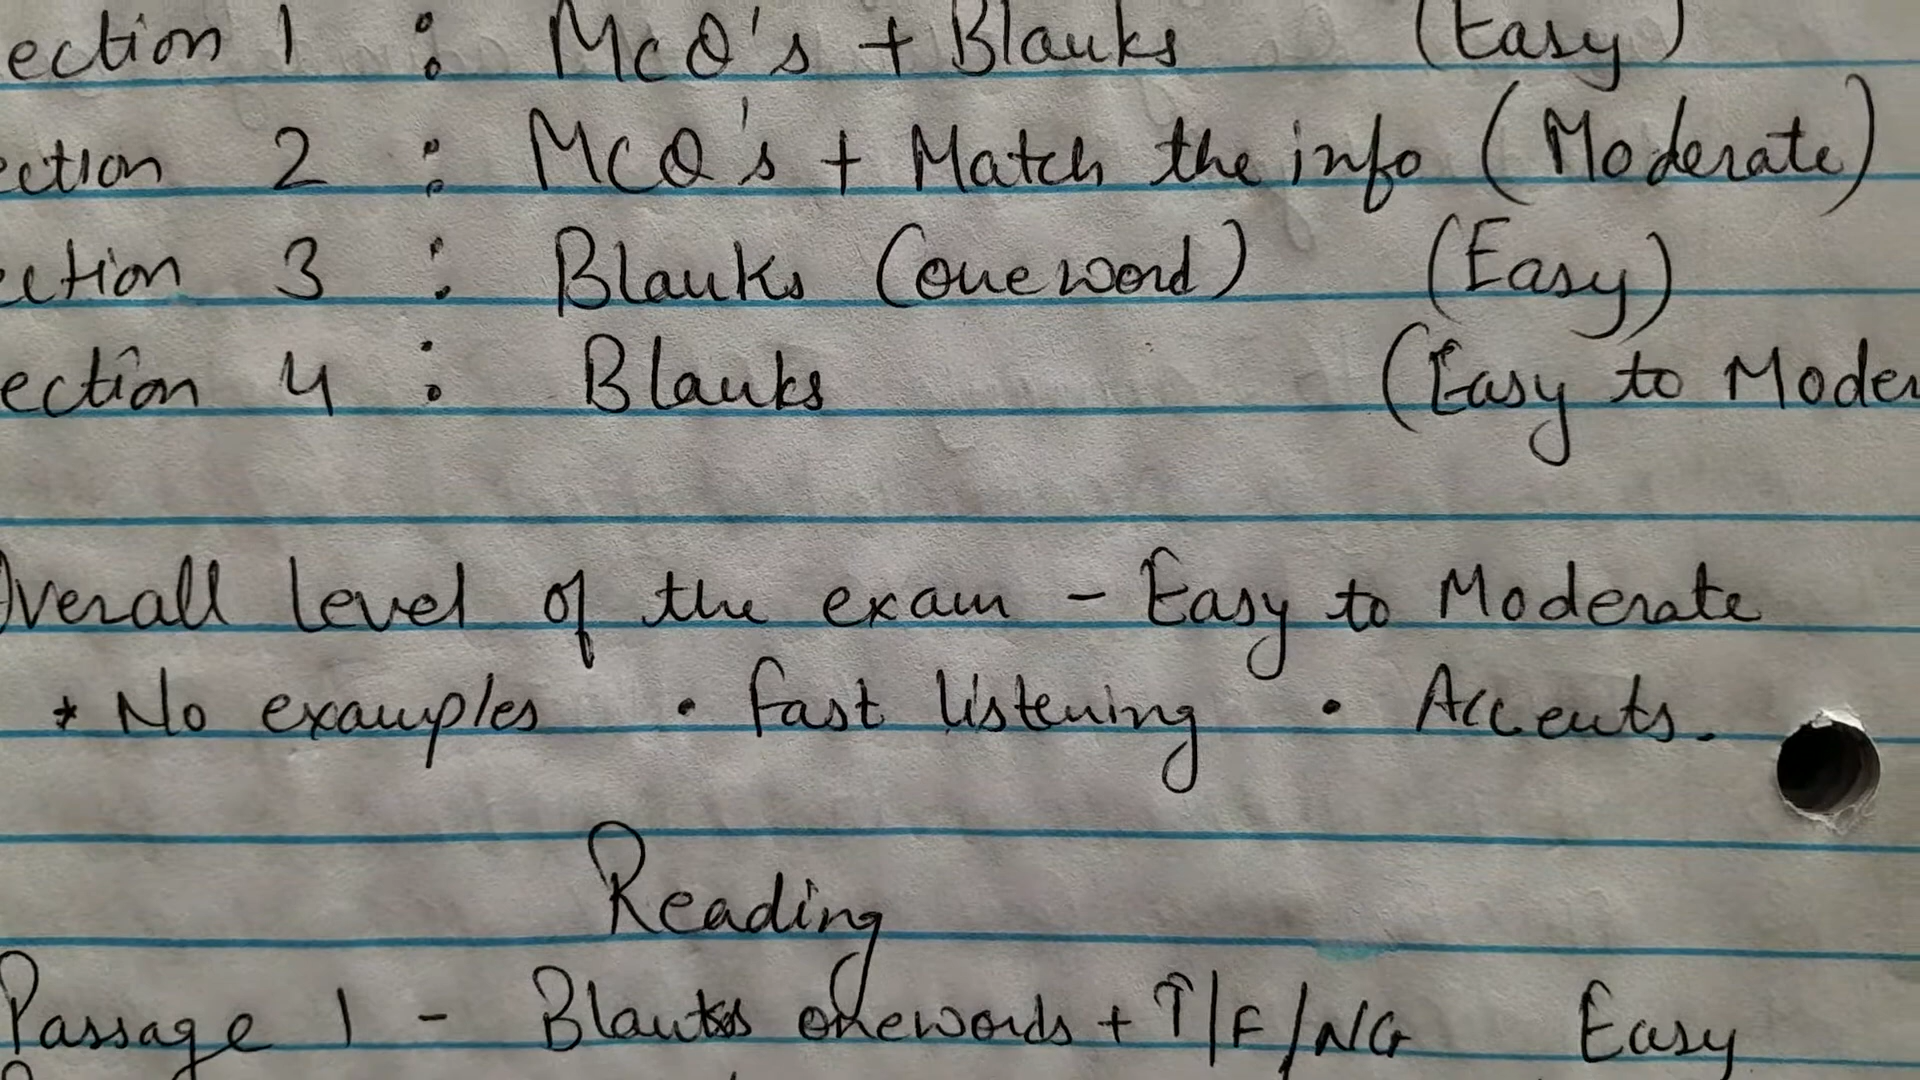 ection 1 : McQ's + Blanks (Easy)
ection 2 : MCQ's + Match the info (Moderate)
ection 3 : Blanks (one word) (Easy)
ection 4 : Blanks (Easy to Moder
Overall level of the exam - Easy to Moderate
* No examples • fast listening • Accents.
Reading
Passage 1 - Blanks onewords + T/F/NG Easy